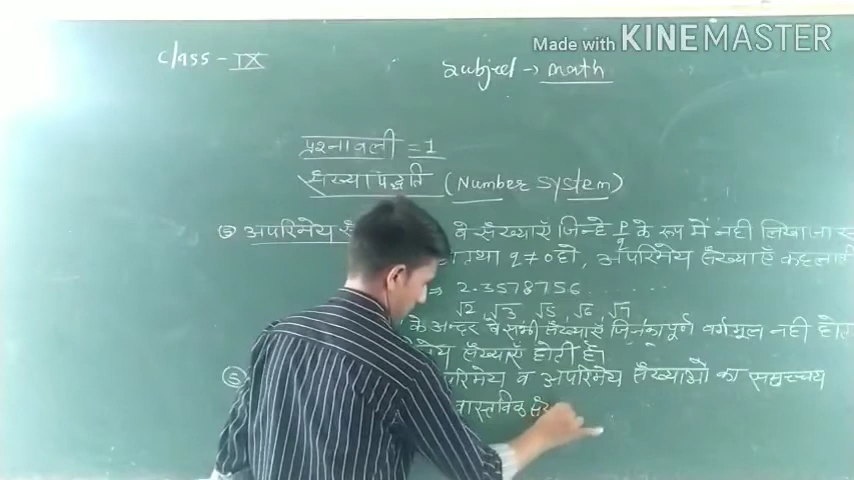 Made with KINEMASTER
Class - IX
Subject → math
प्रश्नावली = 1
संख्या पद्धति (Number System)
अपरिमेय वे सँख्याएँ जिन्हे p/q के रूप में नही लिखा जा
तथा q ≠ 0 हो, अपरिमेय सँख्याएँ कहलाती
⇒ 2.3578756.......
√2, √3, √5, √6, √7
के अन्दर वे सभी सँख्याएँ जिनका पूर्ण वर्गमूल नही होता
सँख्याएँ होती है।
व अपरिमेय सँख्याओं का समुच्चय
वास्तविक